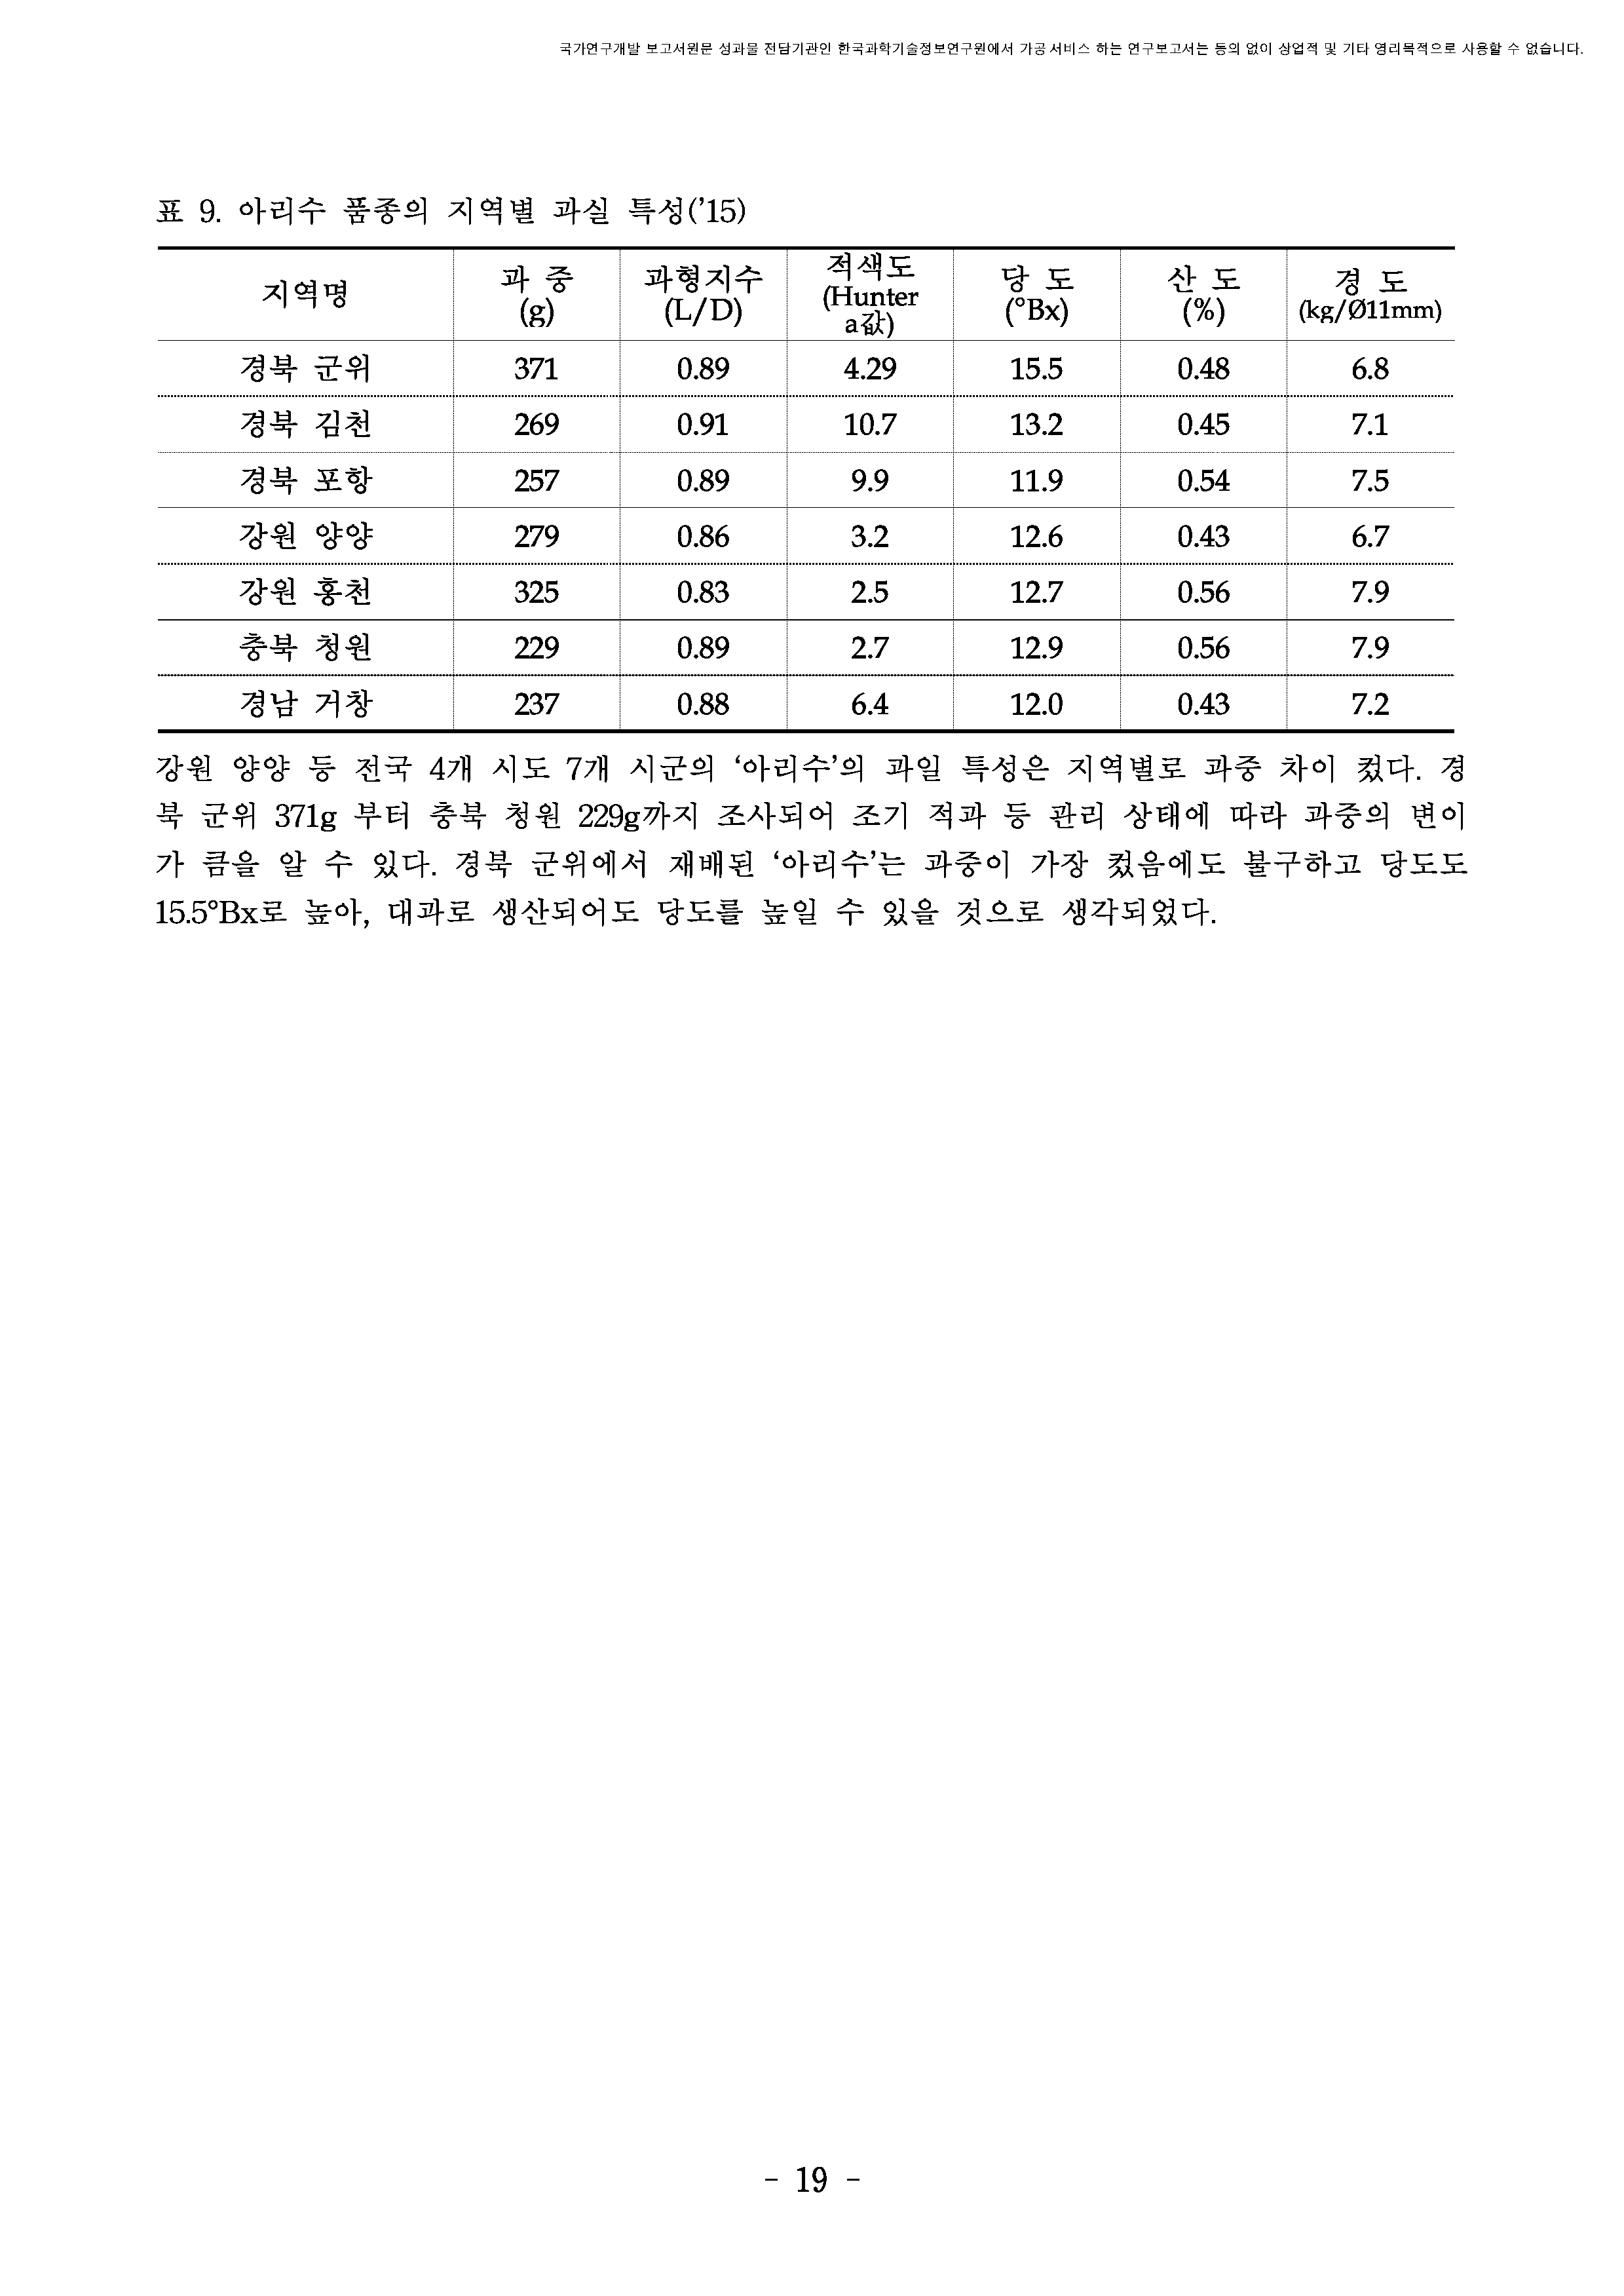 국가연구개발 보고서원문 성과물 전담기관인 한국과학기술정보연구원에서 가공·서비스 하는 연구보고서는 동의 없이 상업적 및 기타 영리목적으로 사용할 수 없습니다.
표 9. 아리수 품종의 지역별 과실 특성('15)
지역명 과 중 (g) 과형지수 (L/D) 적색도 (Hunter a값) 당 도 (°Bx) 산 도 (%) 경 도 (kg/Ø11mm)
경북 군위 371 0.89 4.29 15.5 0.48 6.8
경북 김천 269 0.91 10.7 13.2 0.45 7.1
경북 포항 257 0.89 9.9 11.9 0.54 7.5
강원 양양 279 0.86 3.2 12.6 0.43 6.7
강원 홍천 325 0.83 2.5 12.7 0.56 7.9
충북 청원 229 0.89 2.7 12.9 0.56 7.9
경남 거창 237 0.88 6.4 12.0 0.43 7.2
강원 양양 등 전국 4개 시도 7개 시군의 '아리수'의 과일 특성은 지역별로 과중 차이 컸다. 경
북 군위 371g 부터 충북 청원 229g까지 조사되어 조기 적과 등 관리 상태에 따라 과중의 변이
가 큼을 알 수 있다. 경북 군위에서 재배된 '아리수'는 과중이 가장 컸음에도 불구하고 당도도
15.5°Bx로 높아, 대과로 생산되어도 당도를 높일 수 있을 것으로 생각되었다.
- 19 -